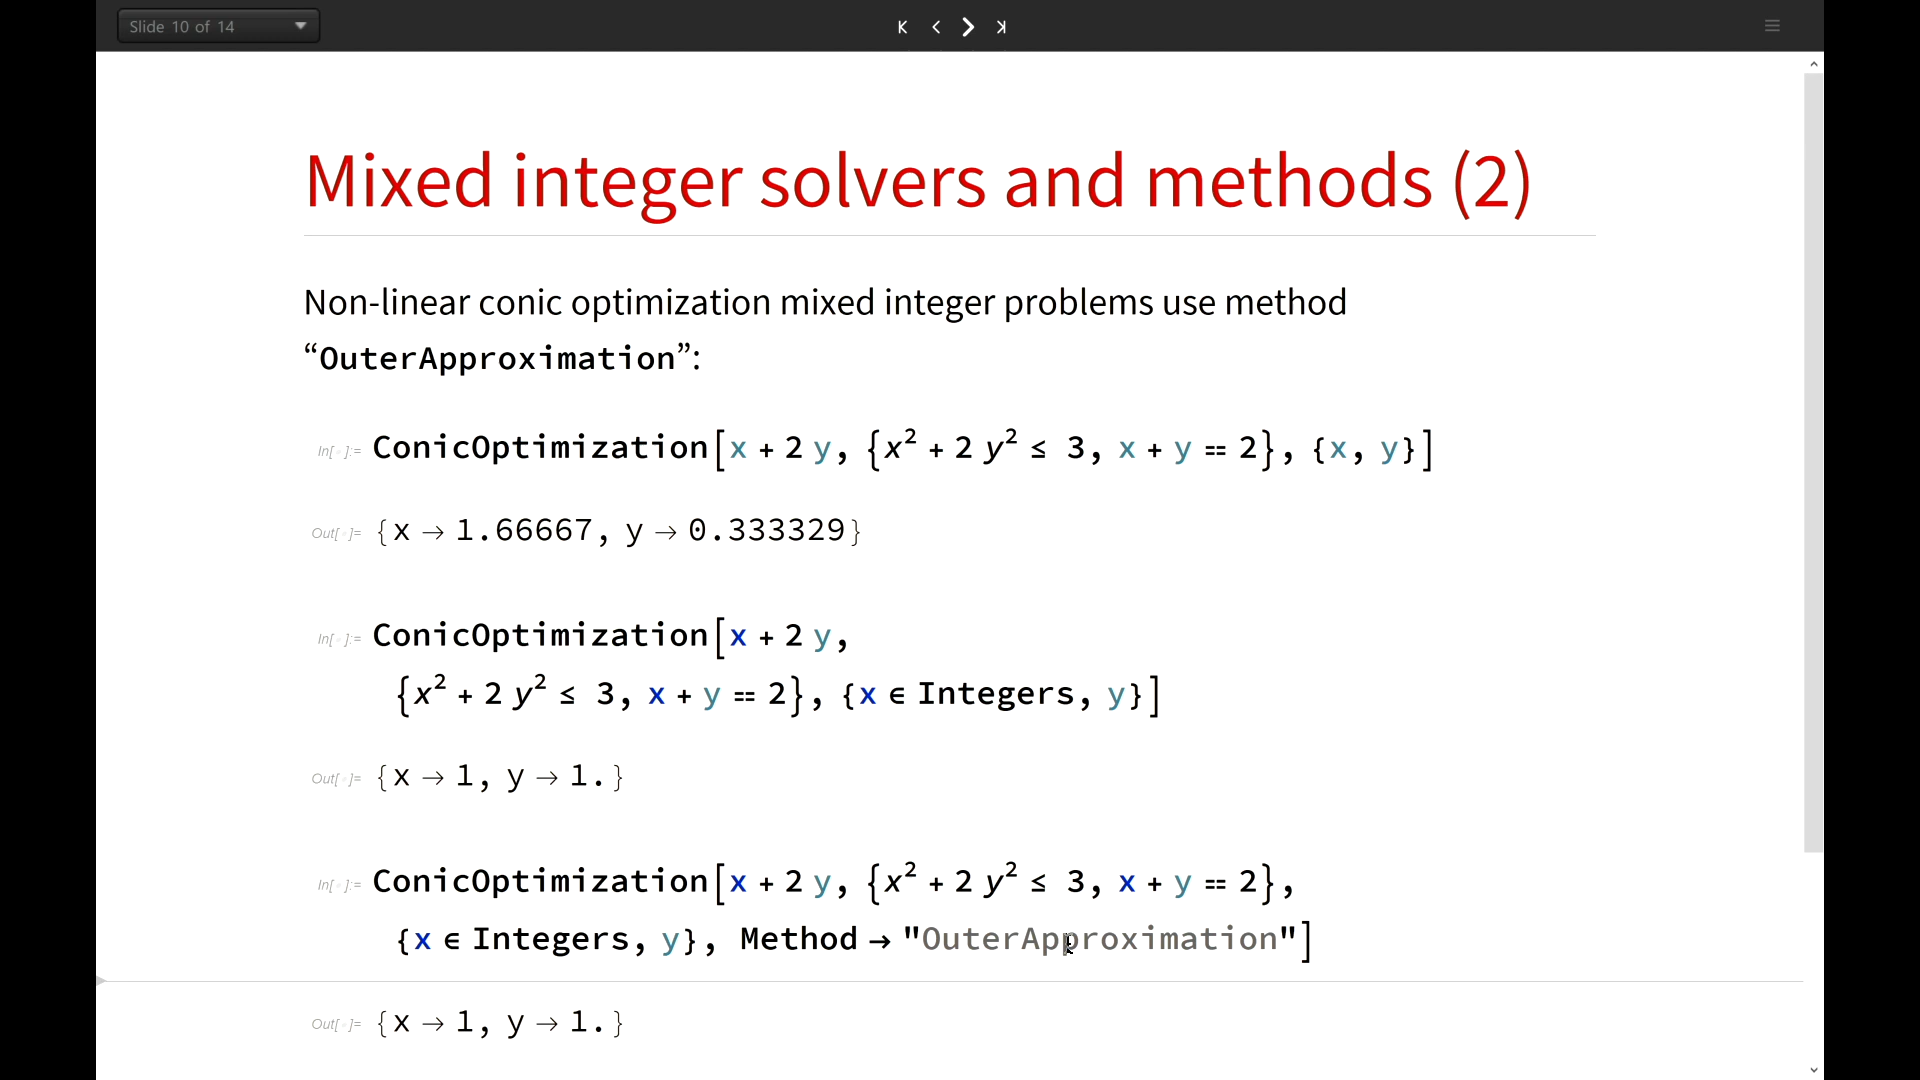 Slide 10 of 14
Mixed integer solvers and methods (2)
Non-linear conic optimization mixed integer problems use method
“OuterApproximation”:
In[ ]:= ConicOptimization[x + 2 y, {x² + 2 y² ≤ 3, x + y == 2}, {x, y}]
Out[ ]= {x → 1.66667, y → 0.333329}
In[ ]:= ConicOptimization[x + 2 y,
{x² + 2 y² ≤ 3, x + y == 2}, {x ∈ Integers, y}]
Out[ ]= {x → 1, y → 1.}
In[ ]:= ConicOptimization[x + 2 y, {x² + 2 y² ≤ 3, x + y == 2},
{x ∈ Integers, y}, Method → "OuterApproximation"]
Out[ ]= {x → 1, y → 1.}